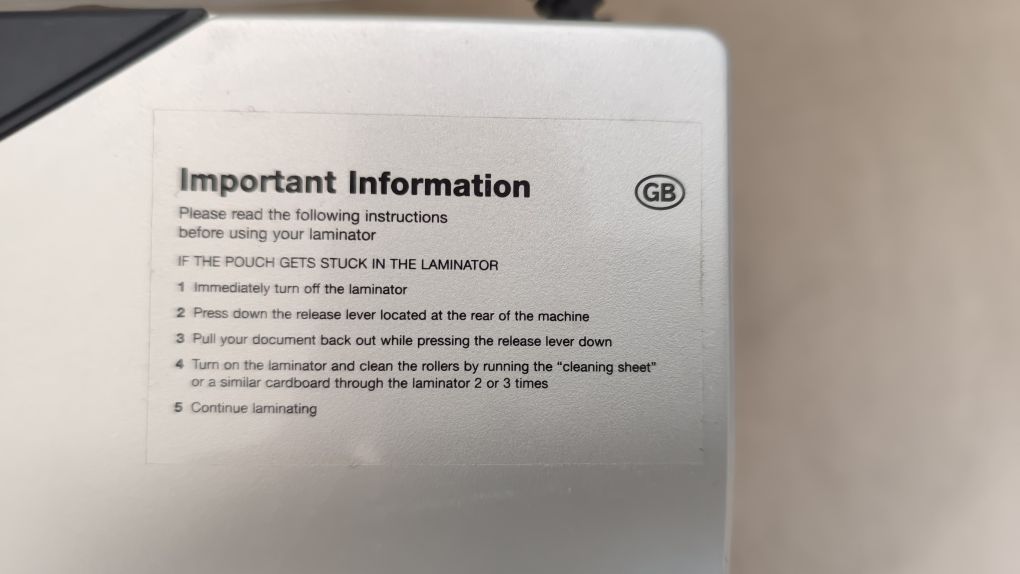 Important Information
GB
Please read the following instructions
before using your laminator
IF THE POUCH GETS STUCK IN THE LAMINATOR
1 Immediately turn off the laminator
2 Press down the release lever located at the rear of the machine
3 Pull your document back out while pressing the release lever down
4 Turn on the laminator and clean the rollers by running the “cleaning sheet”
or a similar cardboard through the laminator 2 or 3 times
5 Continue laminating